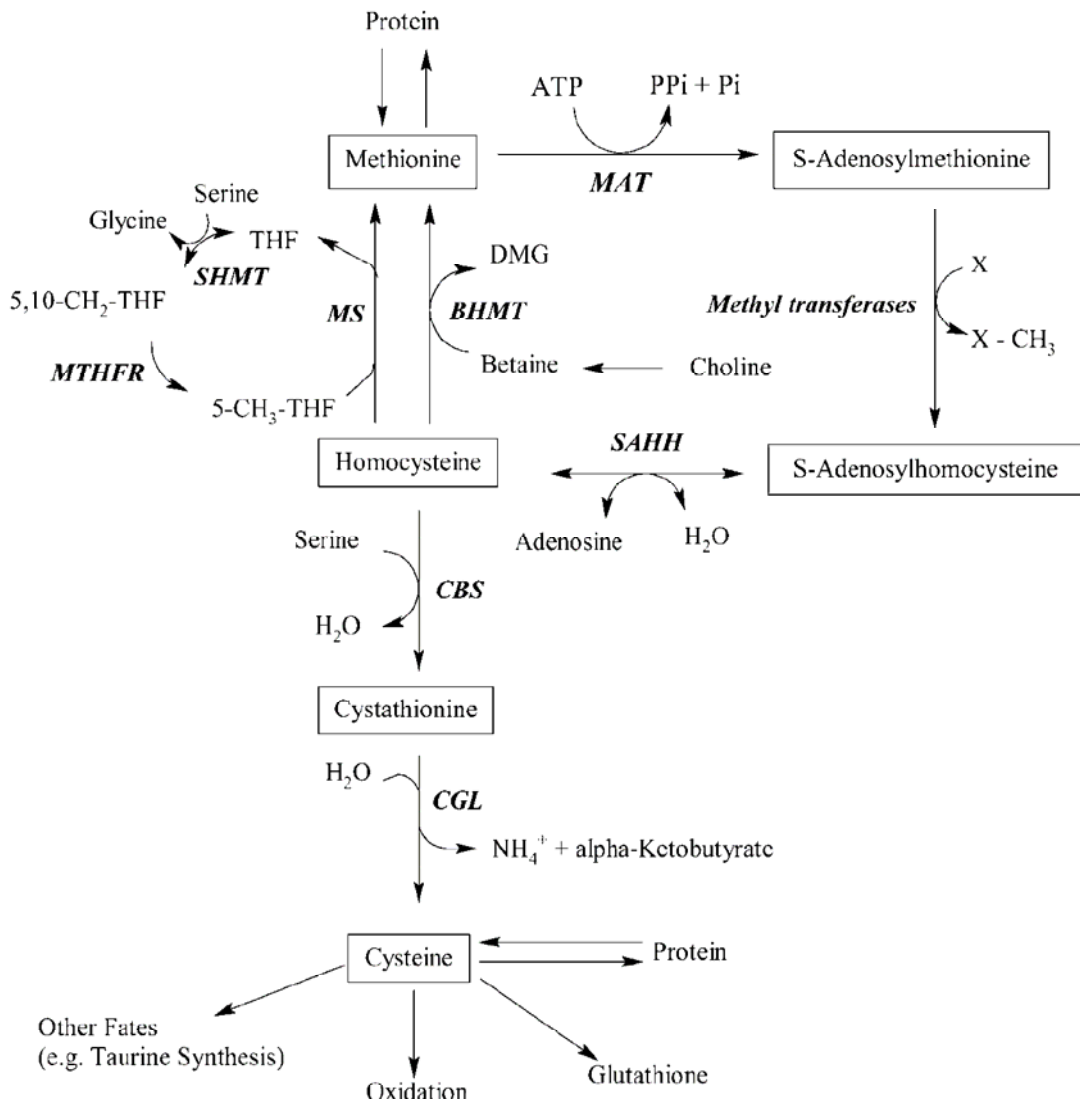 Protein
ATP
PPi + Pi
Methionine
MAT
S-Adenosylmethionine
Serine
Glycine
THF
SHMT
5,10-CH₂-THF
MTHFR
5-CH₃-THF
MS
DMG
BHMT
Betaine
Choline
Methyl transferases
X
X - CH₃
Homocysteine
SAHH
S-Adenosylhomocysteine
Adenosine
H₂O
Serine
CBS
H₂O
Cystathionine
H₂O
CGL
NH₄⁺ + alpha-Ketobutyrate
Cysteine
Protein
Other Fates
(e.g. Taurine Synthesis)
Oxidation
Glutathione